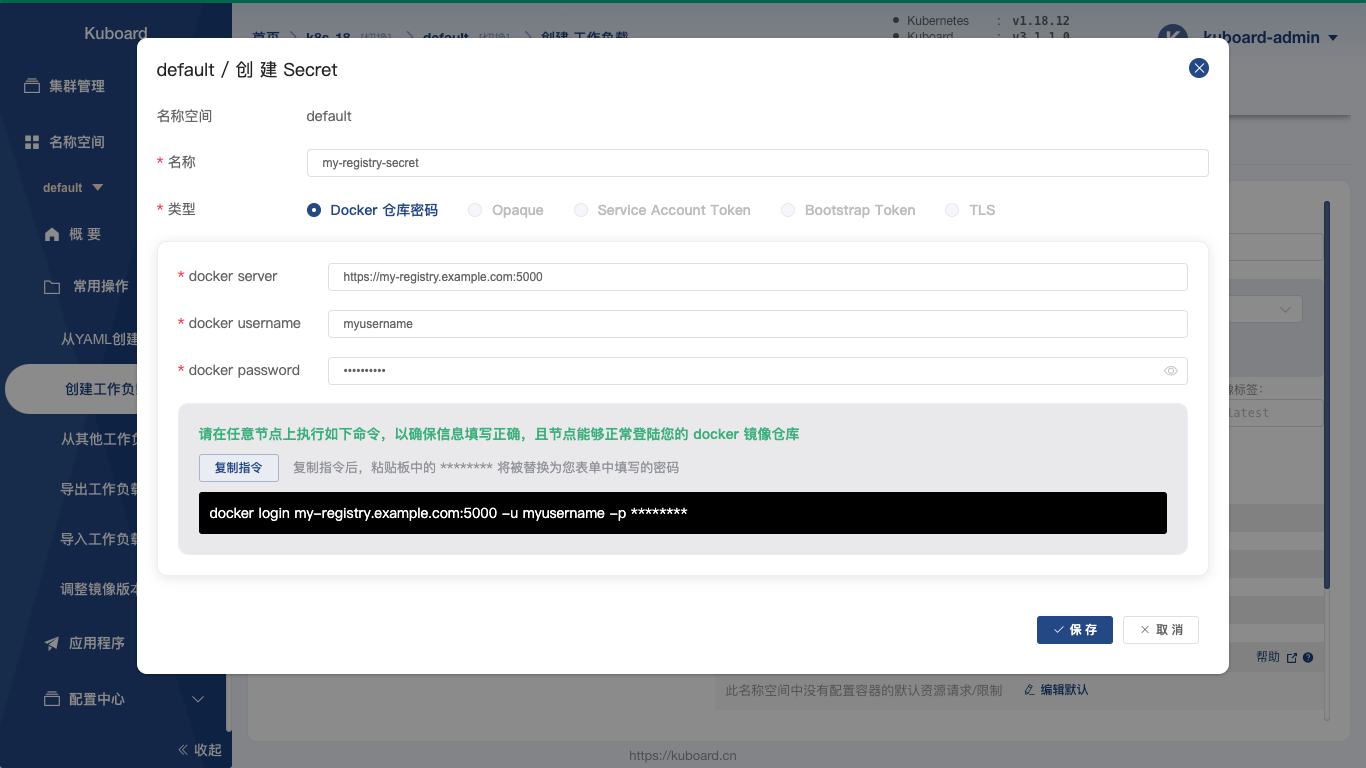 Kuboard
首页
k8s-18 [切换]
default [切换]
创建 工作负载
Kubernetes : v1.18.12
Kuboard : v3.1.1.0
kuboard-admin
集群管理
名称空间
default
概 要
常用操作
从YAML创建
创建工作负
从其他工作
导出工作负
导入工作负
调整镜像版
应用程序
配置中心
收起
default / 创 建 Secret
名称空间 default
* 名称 my-registry-secret
* 类型 Docker 仓库密码 Opaque Service Account Token Bootstrap Token TLS
* docker server https://my-registry.example.com:5000
* docker username myusername
* docker password ••••••••••
请在任意节点上执行如下命令，以确保信息填写正确，且节点能够正常登陆您的 docker 镜像仓库
复制指令 复制指令后，粘贴板中的 ******** 将被替换为您表单中填写的密码
docker login my-registry.example.com:5000 -u myusername -p ********
保 存 取 消
像标签：
latest
帮助
此名称空间中没有配置容器的默认资源请求/限制 编辑默认
https://kuboard.cn